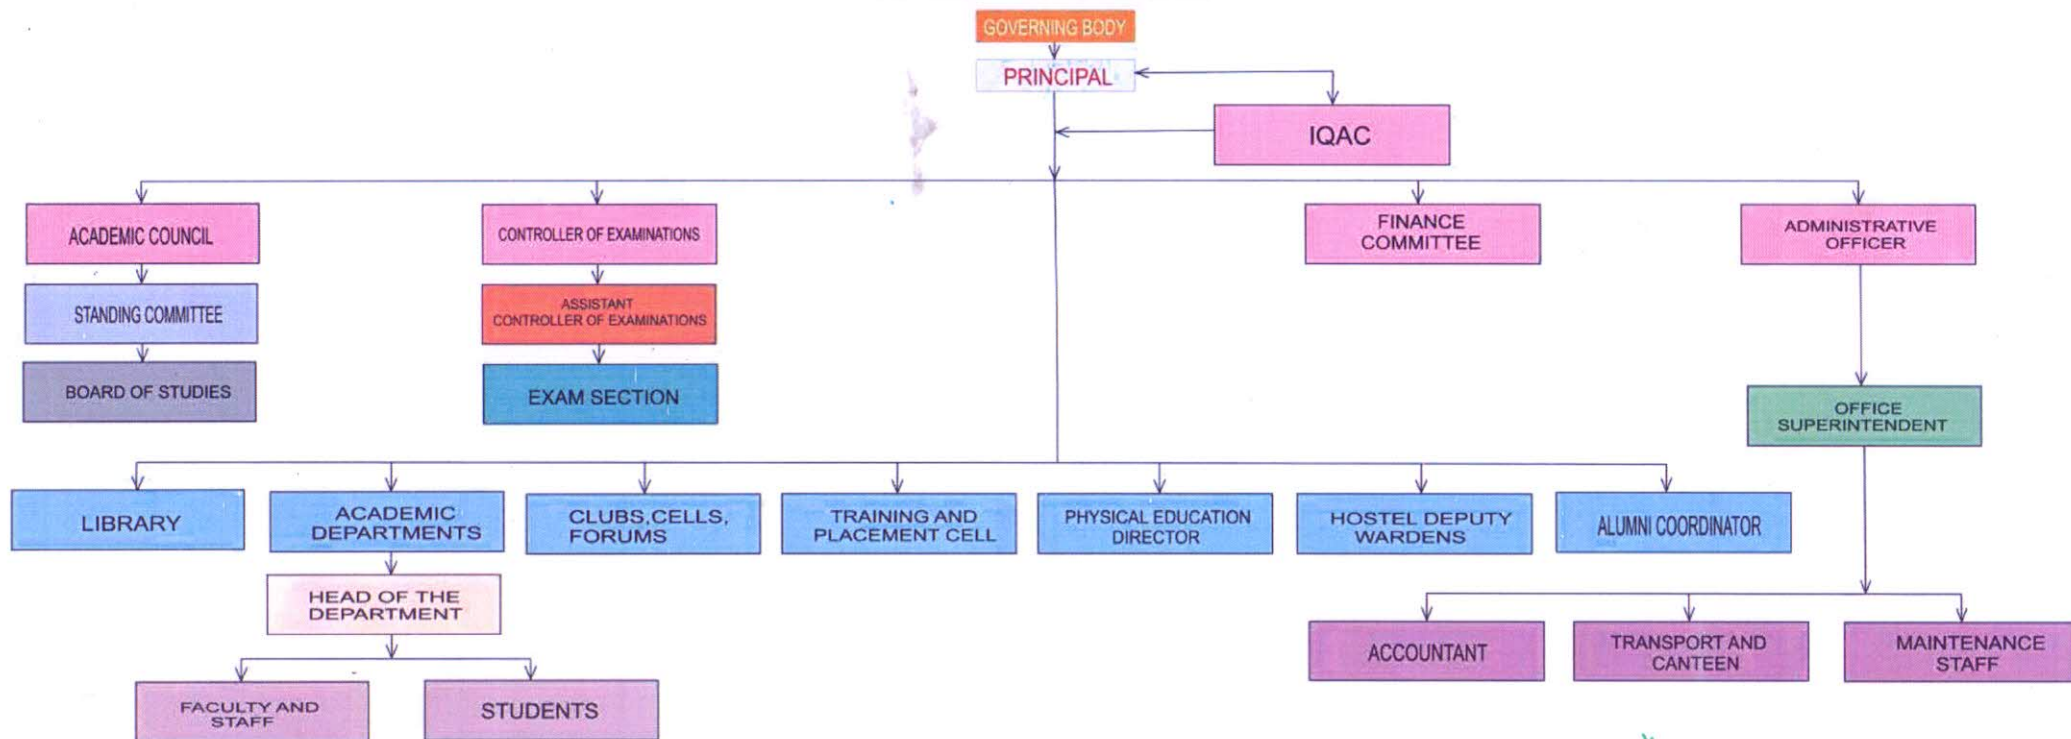 GOVERNING BODY
PRINCIPAL
IQAC
ACADEMIC COUNCIL
CONTROLLER OF EXAMINATIONS
FINANCE
COMMITTEE
ADMINISTRATIVE
OFFICER
STANDING COMMITTEE
ASSISTANT
CONTROLLER OF EXAMINATIONS
BOARD OF STUDIES
EXAM SECTION
OFFICE
SUPERINTENDENT
LIBRARY
ACADEMIC
DEPARTMENTS
CLUBS,CELLS,
FORUMS
TRAINING AND
PLACEMENT CELL
PHYSICAL EDUCATION
DIRECTOR
HOSTEL DEPUTY
WARDENS
ALUMNI COORDINATOR
HEAD OF THE
DEPARTMENT
ACCOUNTANT
TRANSPORT AND
CANTEEN
MAINTENANCE
STAFF
FACULTY AND
STAFF
STUDENTS